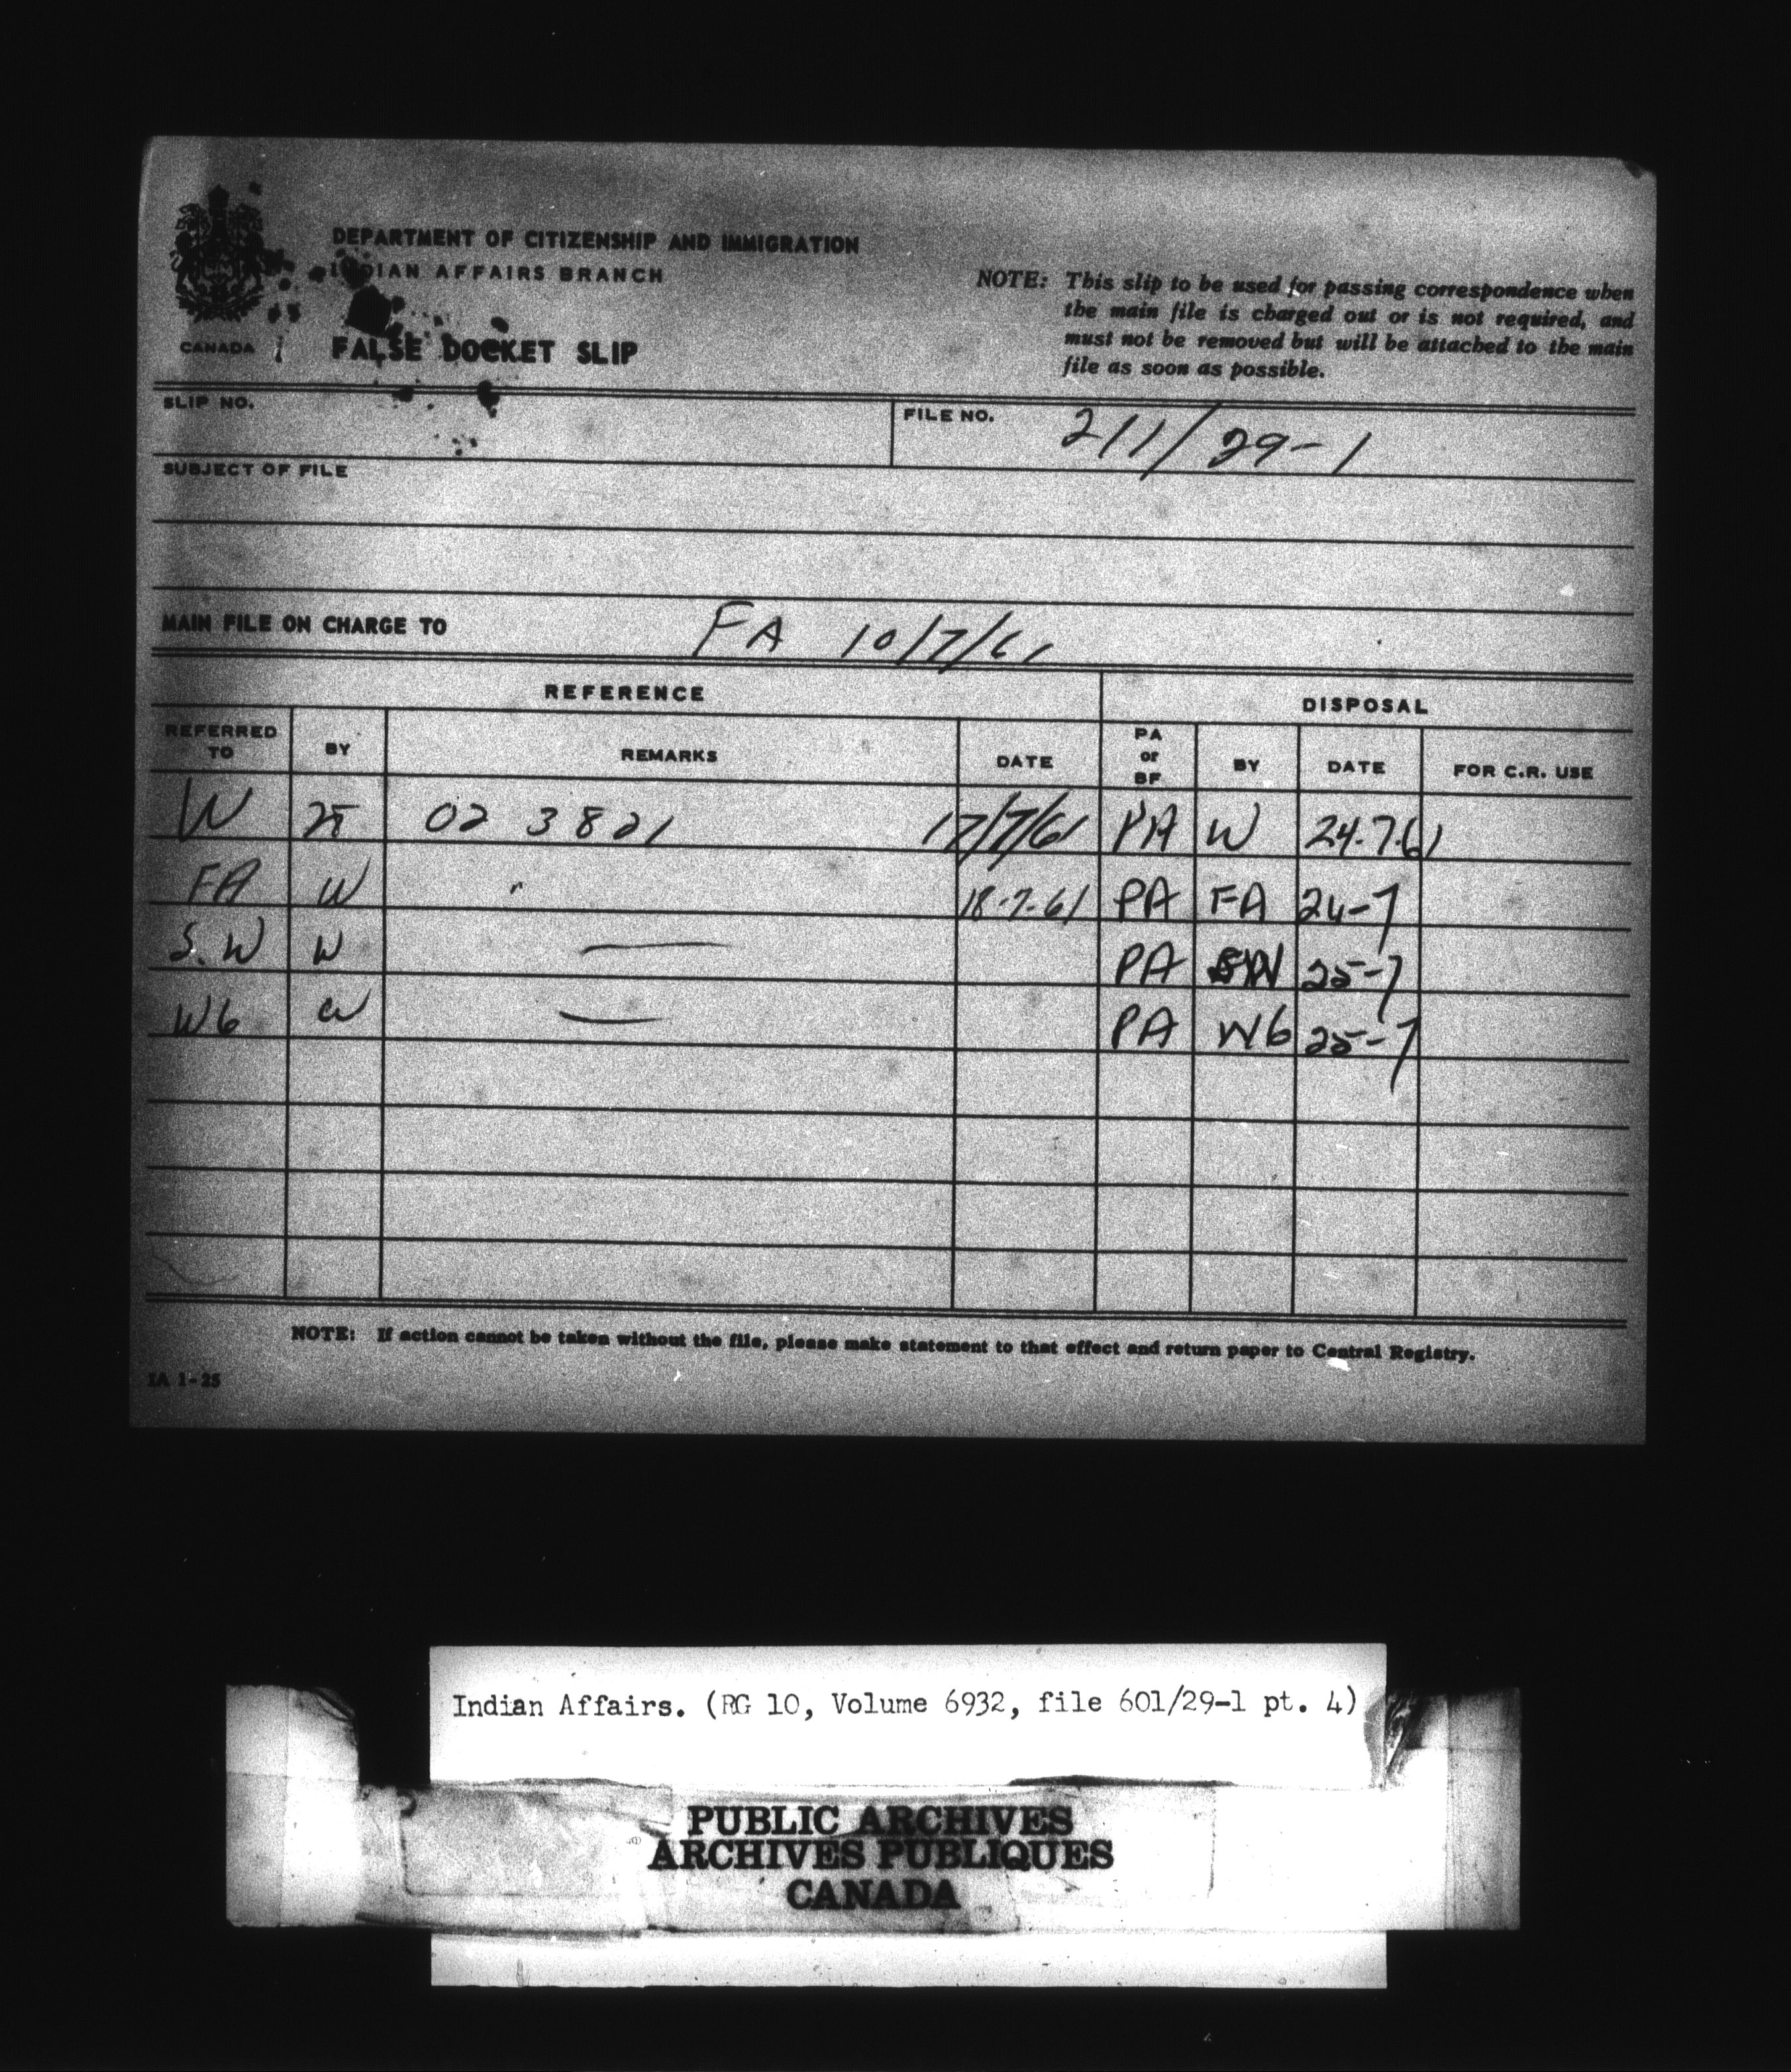 DEPARTMENT OF CITIZENSHIP AND IMMIGRATION
INDIAN AFFAIRS BRANCH
CANADA
FALSE DOCKET SLIP
NOTE: This slip to be used for passing correspondence when
the main file is charged out or is not required, and
must not be removed but will be attached to the main
file as soon as possible.
SLIP NO.
FILE NO. 211/29-1
SUBJECT OF FILE
MAIN FILE ON CHARGE TO FA 10/7/61
REFERENCE DISPOSAL
REFERRED TO BY REMARKS DATE PA or BF BY DATE FOR C.R. USE
W 25 02 3821 17/7/61 PA W 24.7.61
FA W " 18-7-61 PA FA 24-7
S.W W — PA SW 25-7
W6 W — PA W6 25-7
NOTE: If action cannot be taken without the file, please make statement to that effect and return paper to Central Registry.
IA 1-25
Indian Affairs. (RG 10, Volume 6932, file 601/29-1 pt. 4)
PUBLIC ARCHIVES
ARCHIVES PUBLIQUES
CANADA